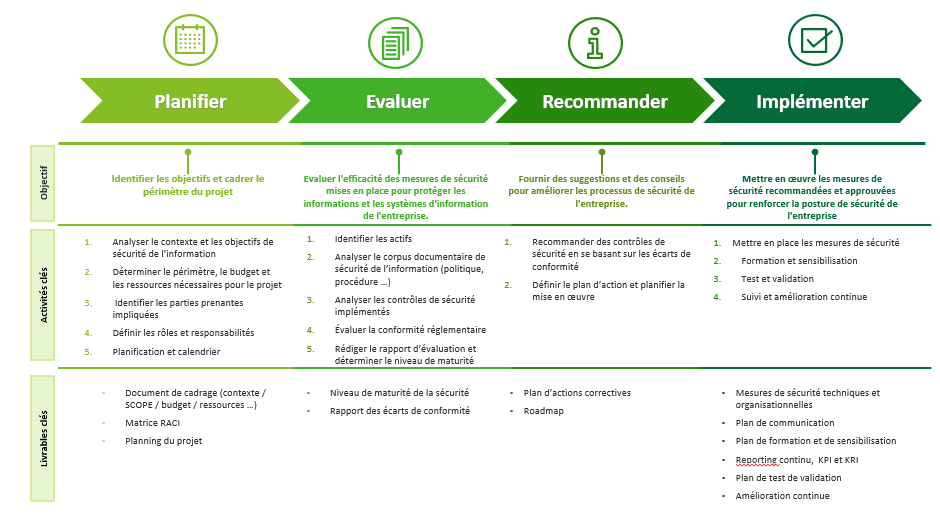 Planifier
Evaluer
Recommander
Implémenter
Objectif
Identifier les objectifs et cadrer le
périmètre du projet
Evaluer l'efficacité des mesures de sécurité
mises en place pour protéger les
informations et les systèmes d'information
de l'entreprise.
Fournir des suggestions et des conseils
pour améliorer les processus de sécurité de
l'entreprise.
Mettre en œuvre les mesures de
sécurité recommandées et approuvées
pour renforcer la posture de sécurité de
l'entreprise
Activités clés
1. Analyser le contexte et les objectifs de
sécurité de l'information
2. Déterminer le périmètre, le budget et
les ressources nécessaires pour le projet
3. Identifier les parties prenantes
impliquées
4. Définir les rôles et responsabilités
5. Planification et calendrier
1. Identifier les actifs
2. Analyser le corpus documentaire de
sécurité de l'information (politique,
procédure ...)
3. Analyser les contrôles de sécurité
implémentés
4. Évaluer la conformité réglementaire
5. Rédiger le rapport d'évaluation et
déterminer le niveau de maturité
1. Recommander des contrôles de
sécurité en se basant sur les écarts de
conformité
2. Définir le plan d'action et planifier la
mise en œuvre
1. Mettre en place les mesures de sécurité
2. Formation et sensibilisation
3. Test et validation
4. Suivi et amélioration continue
Livrables clés
• Document de cadrage (contexte /
SCOPE / budget / ressources ...)
• Matrice RACI
• Planning du projet
• Niveau de maturité de la sécurité
• Rapport des écarts de conformité
• Plan d'actions correctives
• Roadmap
• Mesures de sécurité techniques et
organisationnelles
• Plan de communication
• Plan de formation et de sensibilisation
• Reporting continu, KPI et KRI
• Plan de test de validation
• Amélioration continue